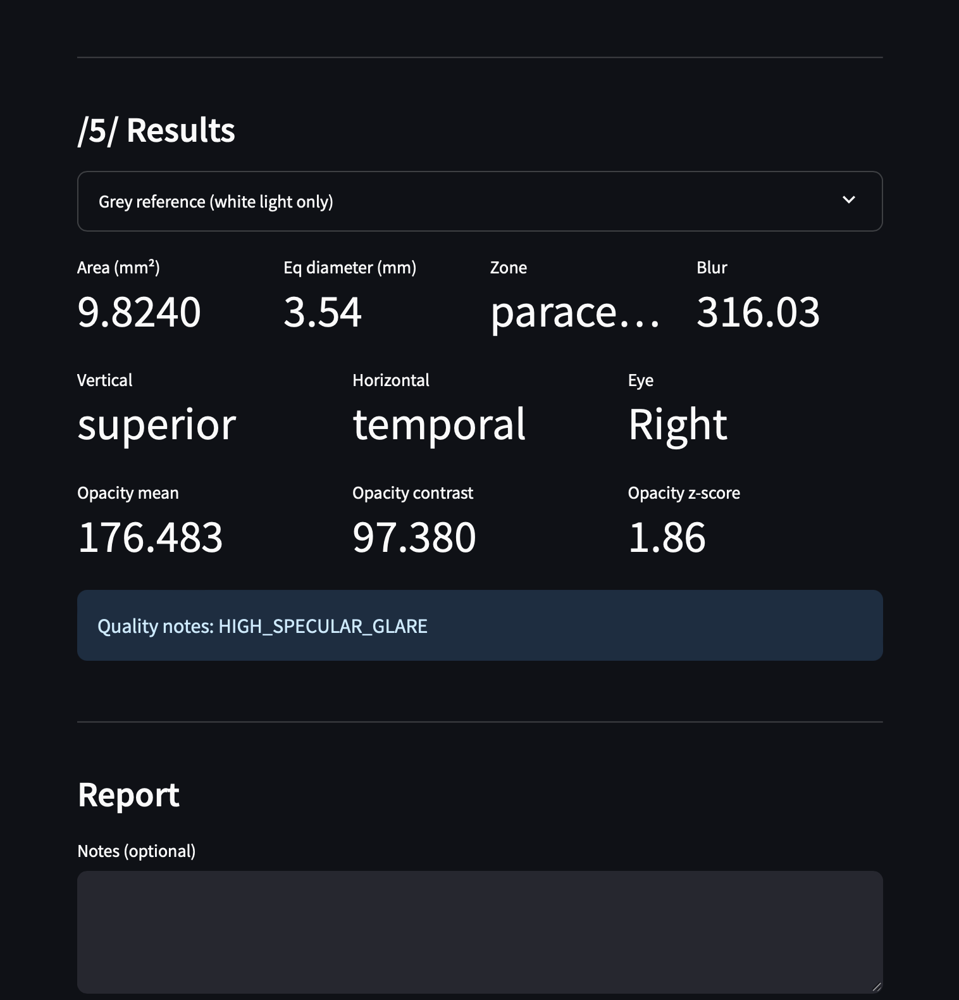 /5/ Results
Grey reference (white light only)
Area (mm²) Eq diameter (mm) Zone Blur
9.8240 3.54 parace… 316.03
Vertical Horizontal Eye
superior temporal Right
Opacity mean Opacity contrast Opacity z-score
176.483 97.380 1.86
Quality notes: HIGH_SPECULAR_GLARE
Report
Notes (optional)